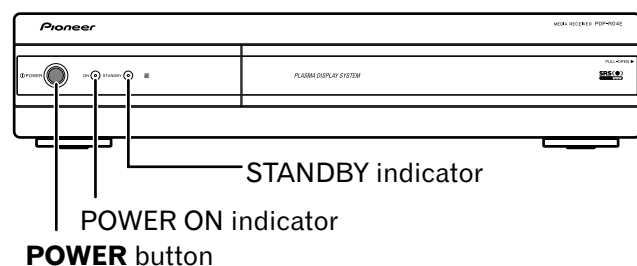 Pioneer
MEDIA RECEIVER PDP-R04E
PULL-OPEN ▶
POWER ON STANDBY
PLASMA DISPLAY SYSTEM
SRS(●)
STANDBY indicator
POWER ON indicator
POWER button